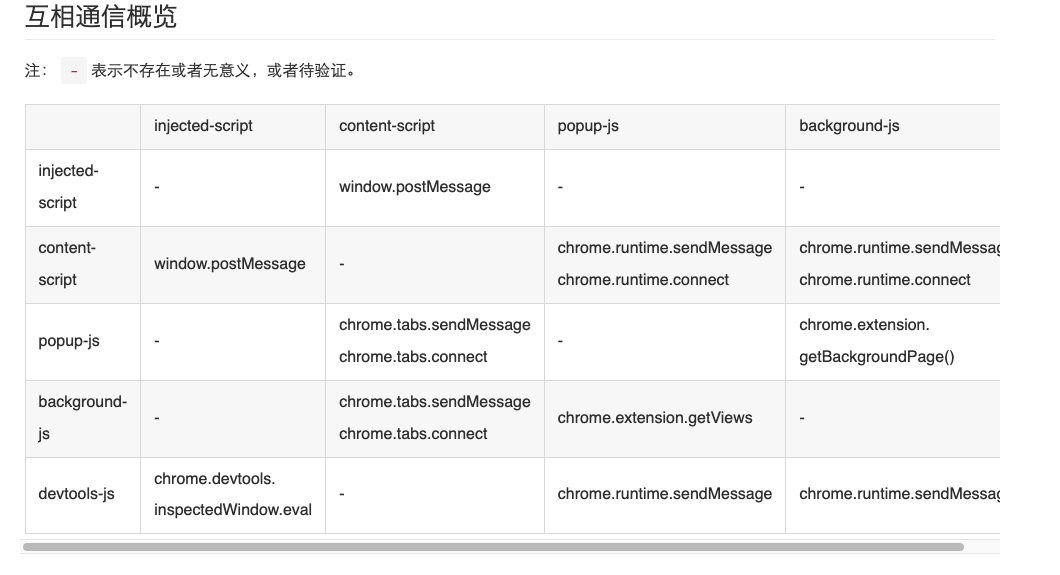 互相通信概览
注： - 表示不存在或者无意义，或者待验证。
injected-script content-script popup-js background-js
injected-
script
- window.postMessage - -
content-
script
window.postMessage -
chrome.runtime.sendMessage
chrome.runtime.connect
chrome.runtime.sendMessag
chrome.runtime.connect
popup-js -
chrome.tabs.sendMessage
chrome.tabs.connect
-
chrome.extension.
getBackgroundPage()
background-
js
-
chrome.tabs.sendMessage
chrome.tabs.connect
chrome.extension.getViews -
devtools-js
chrome.devtools.
inspectedWindow.eval
- chrome.runtime.sendMessage chrome.runtime.sendMessag